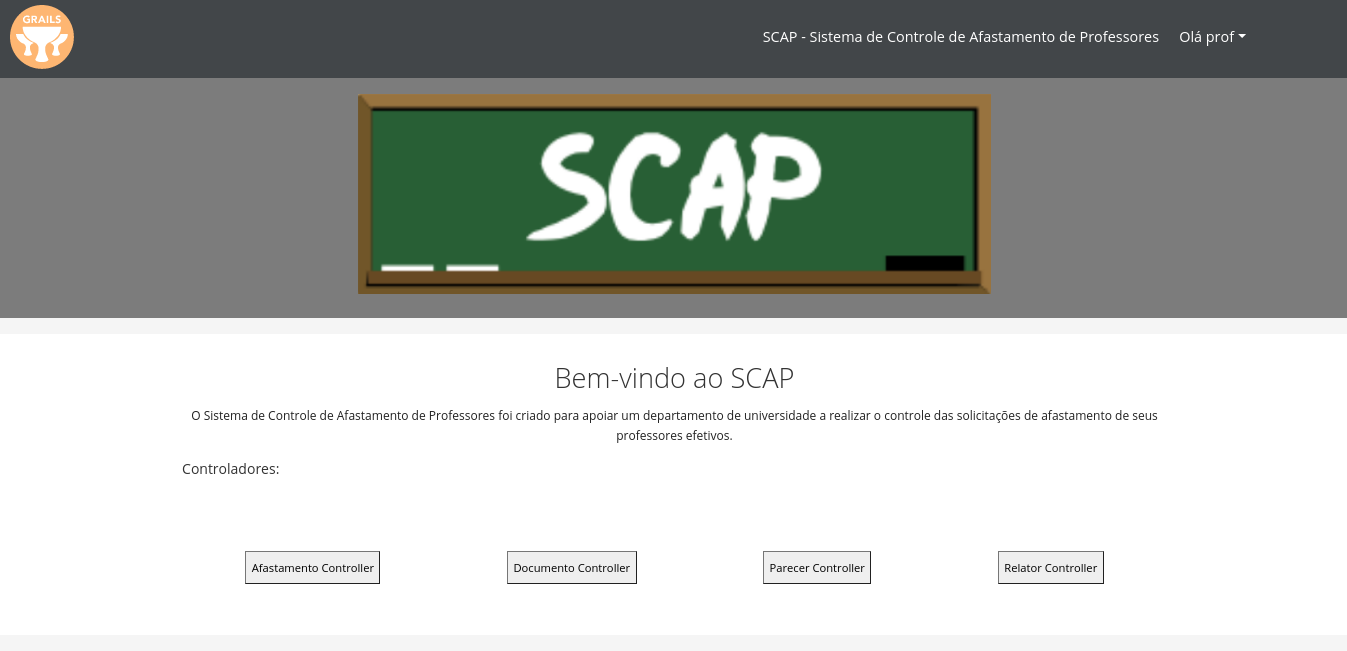 GRAILS
SCAP - Sistema de Controle de Afastamento de Professores
Olá prof
SCAP
Bem-vindo ao SCAP
O Sistema de Controle de Afastamento de Professores foi criado para apoiar um departamento de universidade a realizar o controle das solicitações de afastamento de seus
professores efetivos.
Controladores:
Afastamento Controller
Documento Controller
Parecer Controller
Relator Controller